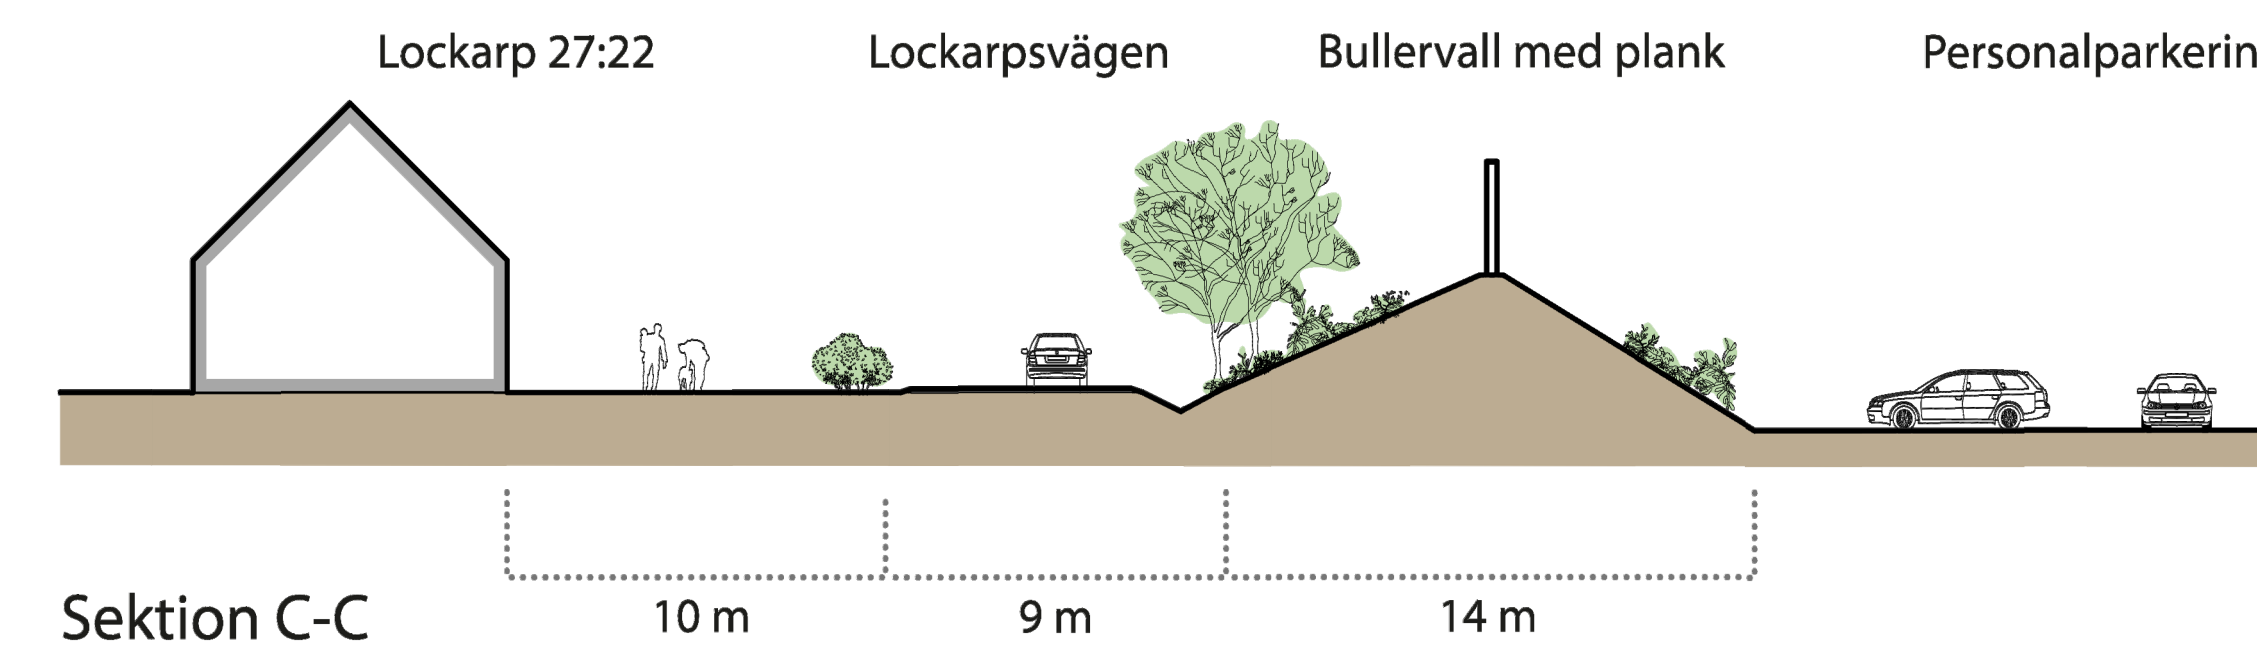 Lockarp 27:22 Lockarpsvägen Bullervall med plank Personalparkerin
10 m 9 m 14 m
Sektion C-C